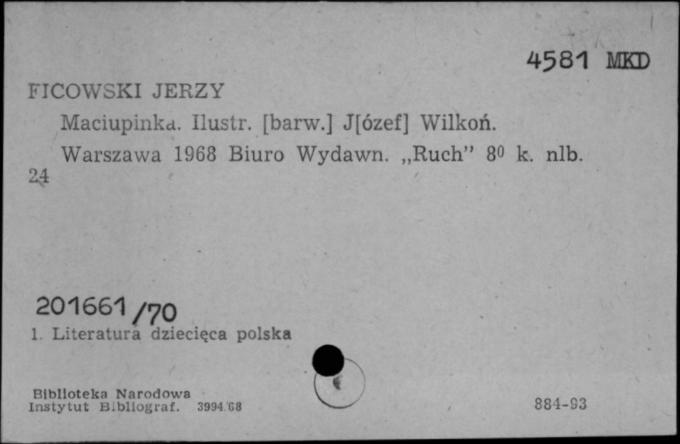 4581 MKD
FICOWSKI JERZY
Maciupinka. Ilustr. [barw.] J[ózef] Wilkoń.
Warszawa 1968 Biuro Wydawn. „Ruch” 8⁰ k. nlb.
24
201661/70
1. Literatura dziecięca polska
Biblioteka Narodowa
Instytut Bibliograf. 3994/68
884-93